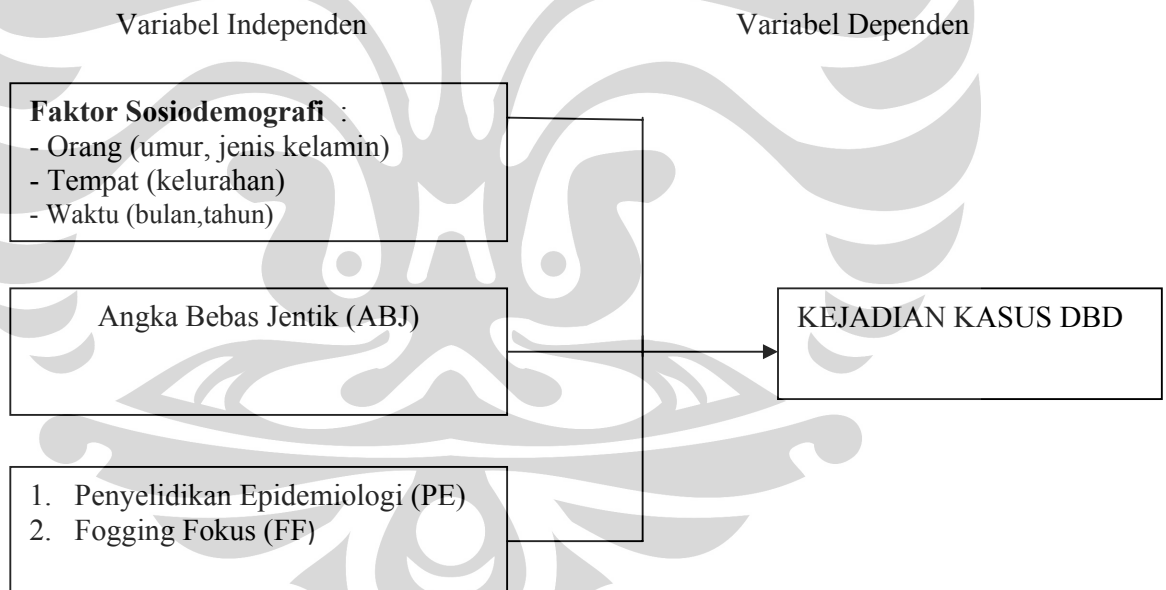 Variabel Independen
Variabel Dependen
Faktor Sosiodemografi :
- Orang (umur, jenis kelamin)
- Tempat (kelurahan)
- Waktu (bulan,tahun)
Angka Bebas Jentik (ABJ)
KEJADIAN KASUS DBD
1. Penyelidikan Epidemiologi (PE)
2. Fogging Fokus (FF)